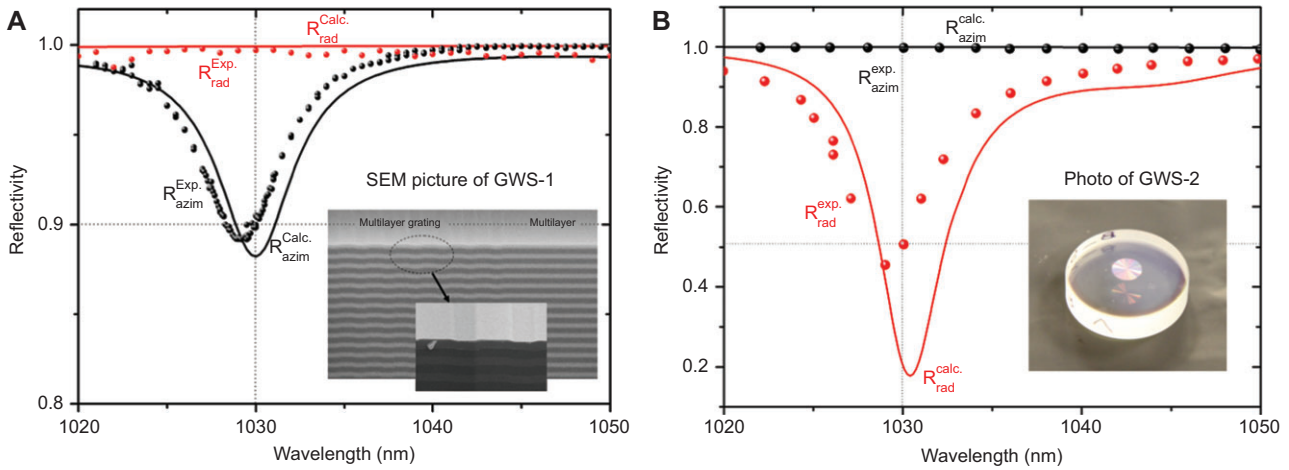 A
R_rad^Calc.
R_rad^Exp.
R_azim^Exp.
R_azim^Calc.
SEM picture of GWS-1
Multilayer grating
Multilayer
1.0
0.9
0.8
Reflectivity
1020
1030
1040
1050
Wavelength (nm)
B
R_azim^calc.
R_azim^exp.
R_rad^exp.
R_rad^calc.
Photo of GWS-2
1.0
0.8
0.6
0.4
0.2
Reflectivity
1020
1030
1040
1050
Wavelength (nm)